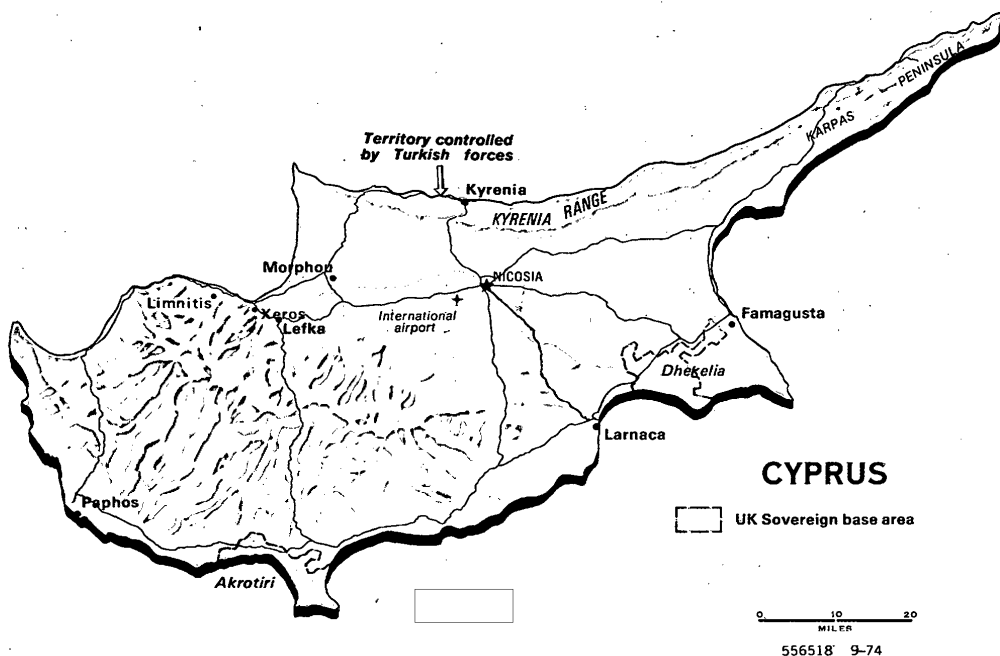 PENINSULA
KARPAS
Territory controlled
by Turkish forces
Kyrenia
KYRENIA RANGE
Morphou
NICOSIA
Limnitis
Xeros
Lefka
International
airport
Famagusta
Dhekelia
Larnaca
CYPRUS
UK Sovereign base area
Paphos
Akrotiri
0 10 20
MILES
556518 9-74